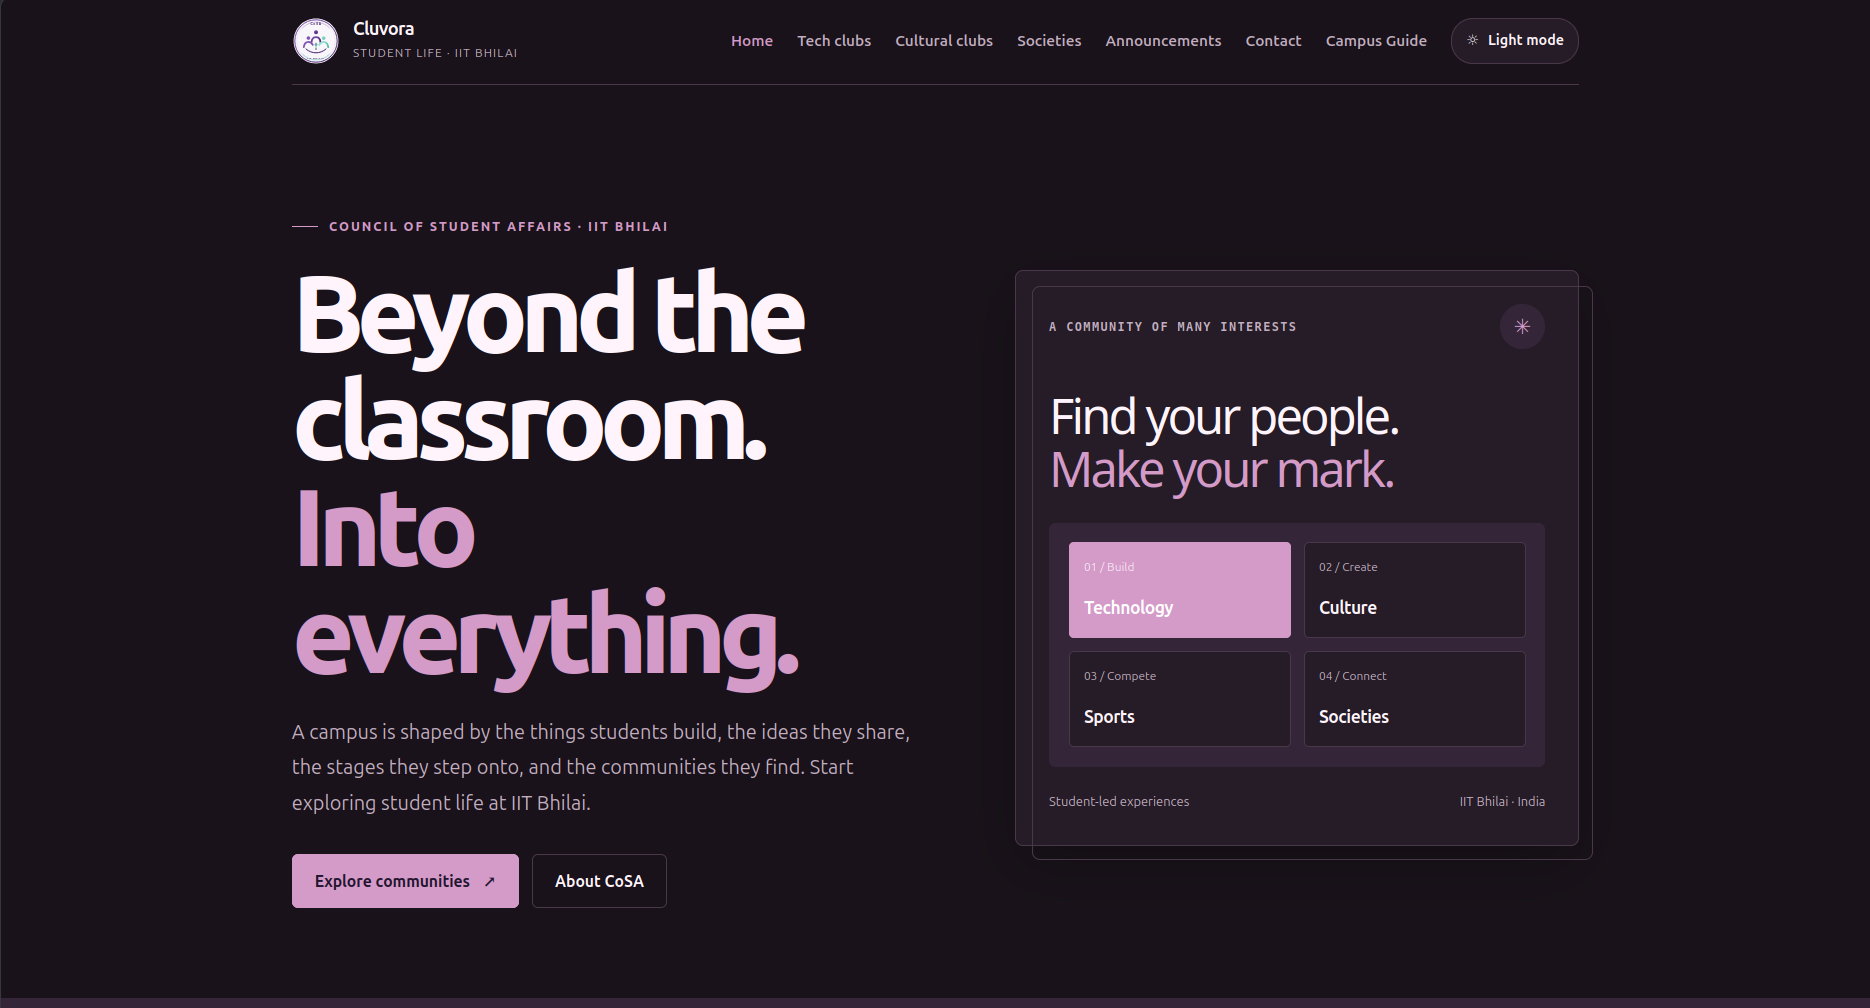 Cluvora
STUDENT LIFE · IIT BHILAI
Home
Tech clubs
Cultural clubs
Societies
Announcements
Contact
Campus Guide
Light mode
COUNCIL OF STUDENT AFFAIRS · IIT BHILAI
Beyond the
classroom.
Into
everything.
A campus is shaped by the things students build, the ideas they share,
the stages they step onto, and the communities they find. Start
exploring student life at IIT Bhilai.
Explore communities ↗
About CoSA
A COMMUNITY OF MANY INTERESTS
Find your people.
Make your mark.
01 / Build
Technology
02 / Create
Culture
03 / Compete
Sports
04 / Connect
Societies
Student-led experiences
IIT Bhilai · India